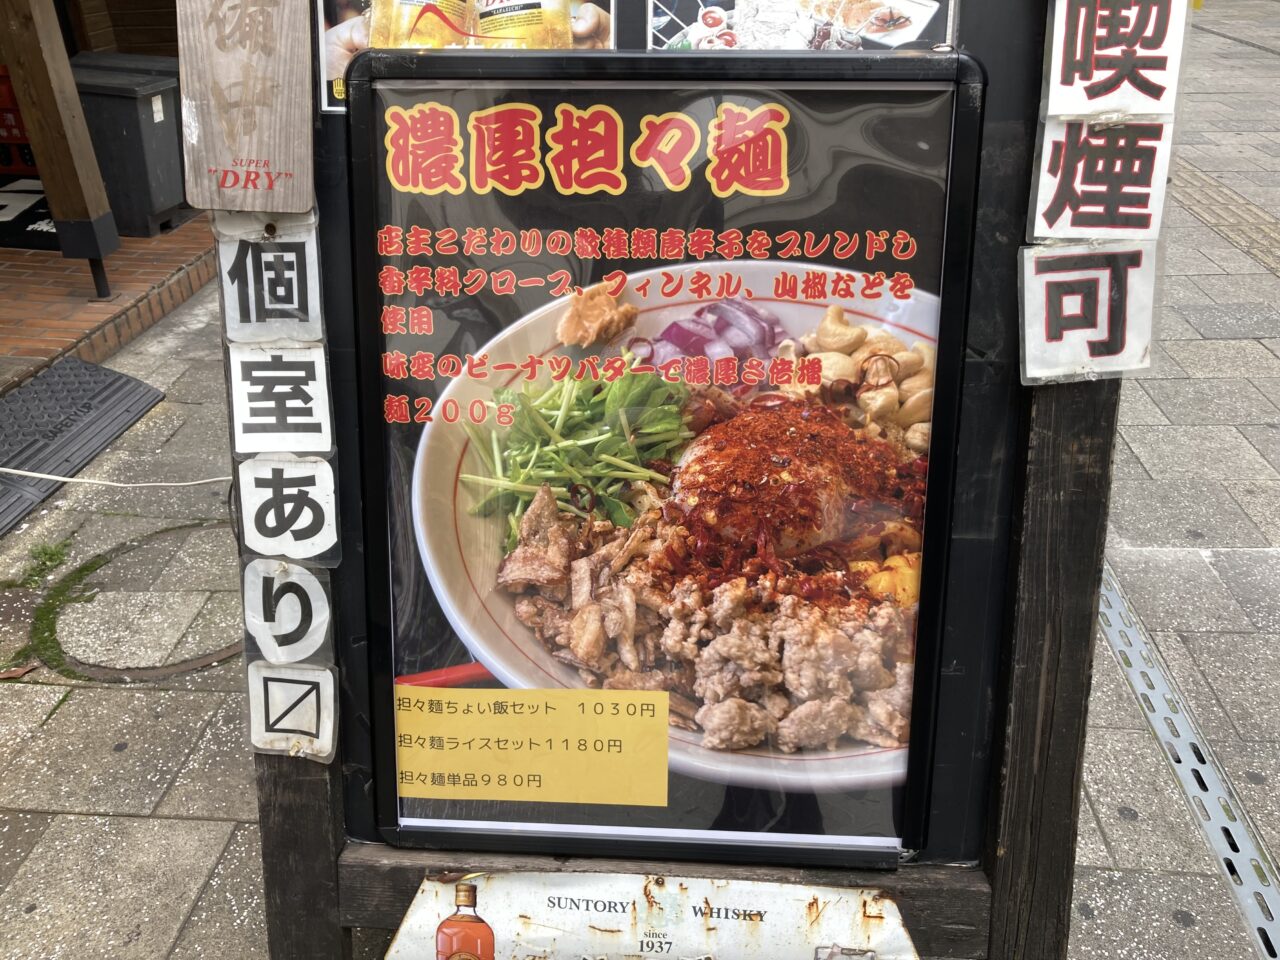 備中
SUPER
"DRY"
個
室
あ
り
〼
濃厚担々麺
店主こだわりの数種類唐辛子をブレンドし
香辛料クローブ、フィンネル、山椒などを
使用
味変のピーナツバターで濃厚さ倍増
麺２００ｇ
担々麺ちょい飯セット　１０３０円
担々麺ライスセット１１８０円
担々麺単品９８０円
喫
煙
可
SUNTORY WHISKY
since
1937
SAFETY UP